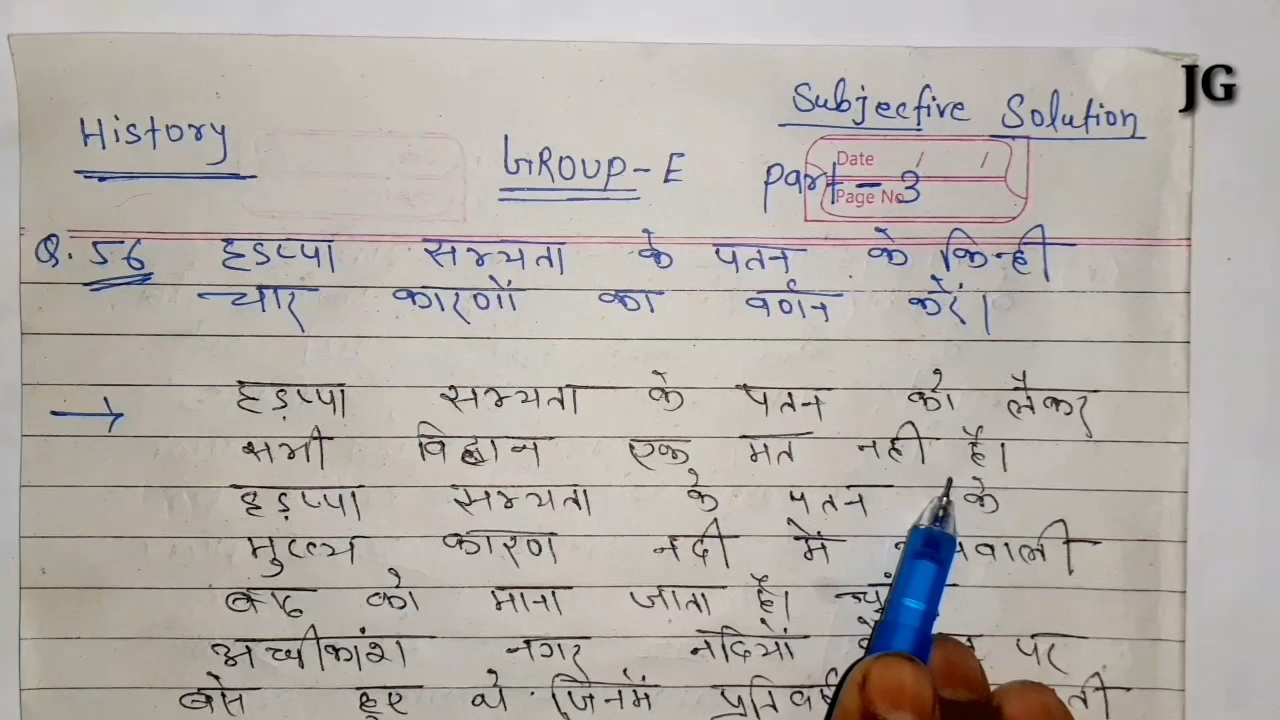 JG
Subjective Solution
History
GROUP-E
Part-3
Date / /
Page No
Q.56 हडप्पा सभ्यता के पतन के किन्ही
चार कारणों का वर्णन करें।
→ हड़प्पा सभ्यता के पतन को लेकर
सभी विद्वान एक मत नही है।
हड़प्पा सभ्यता के पतन के
मुख्य कारण नदी में
बाढ को माना जाता है।
अधीकांश नगर नदियों पर
बसे हुए थे जिनमें